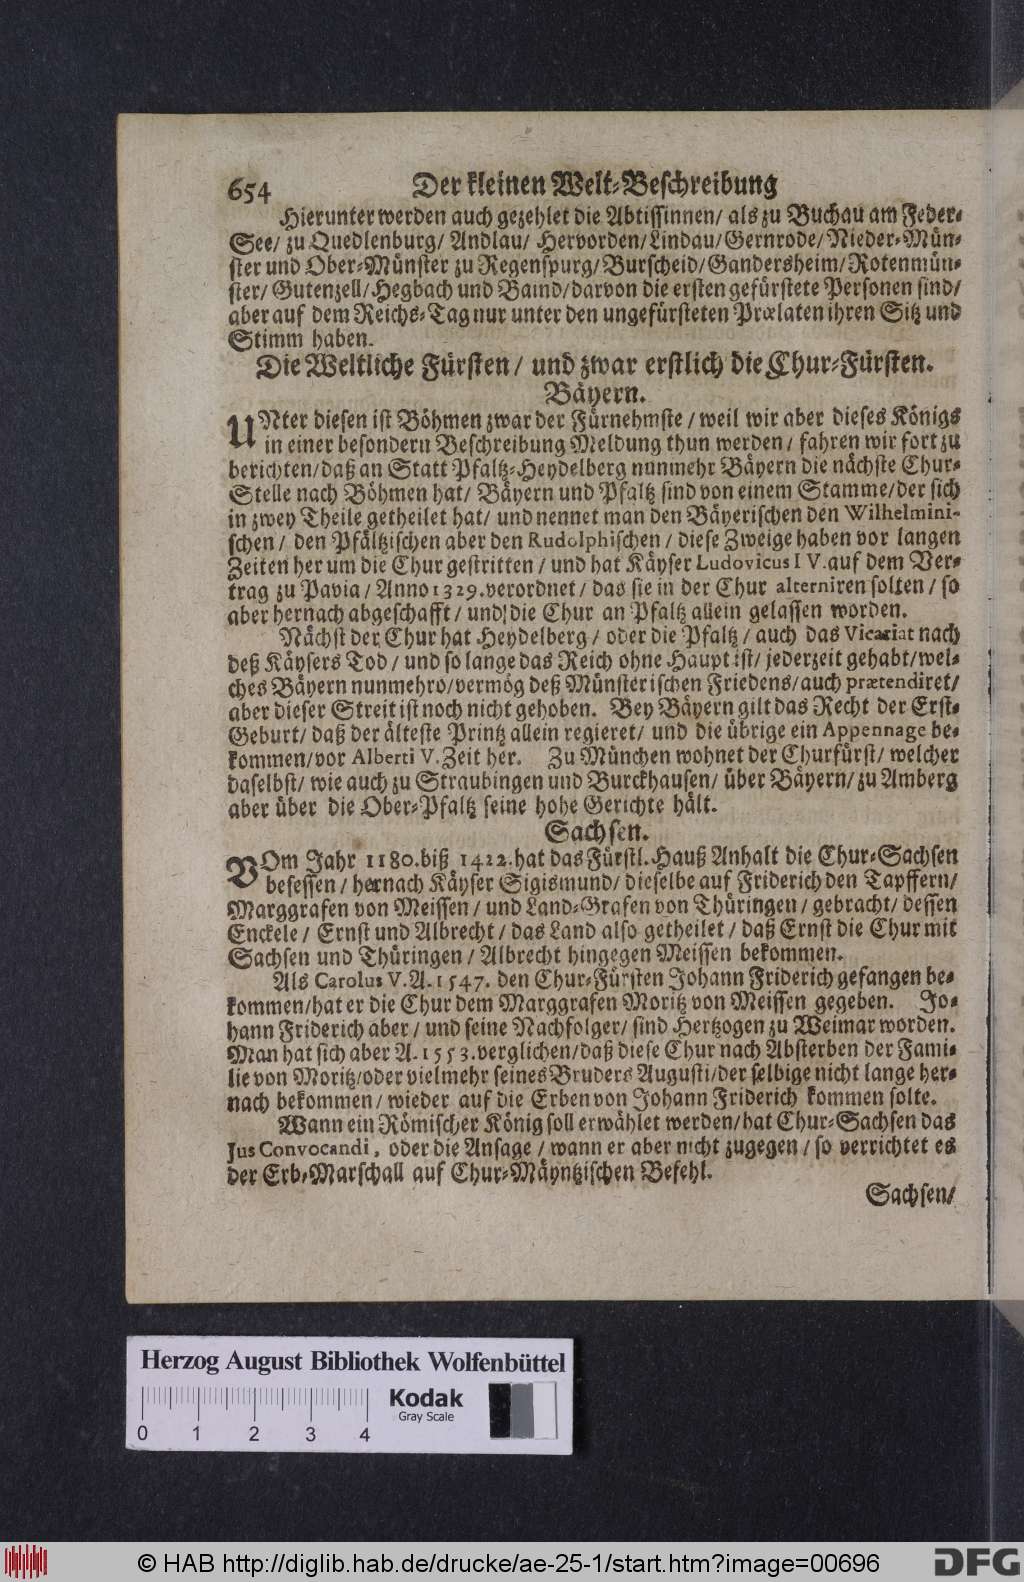 654 Der kleinen Welt-Beschreibung
Hierunter werden auch gezehlet die Abtissinnen/ als zu Buchau am Feder-
See/ zu Quedlenburg/ Andlau/ Hervorden/ Lindau/ Gernrode/ Nieder-Mün-
ster und Ober-Münster zu Regenspurg/ Burscheid/ Gandersheim/ Rotenmün-
ster/ Gutenzell/ Hegbach und Baind/ darvon die ersten gefürstete Personen sind/
aber auf dem Reichs-Tag nur unter den ungefürsteten Prælaten ihren Sitz und
Stimm haben.
Die Weltliche Fürsten/ und zwar erstlich die Chur-Fürsten.
Bäyern.
UNter diesen ist Böhmen zwar der Fürnehmste/ weil wir aber dieses Königs
in einer besondern Beschreibung Meldung thun werden/ fahren wir fort zu
berichten/ daß an Statt Pfaltz-Heydelberg nunmehr Bäyern die nächste Chur-
Stelle nach Böhmen hat/ Bäyern und Pfaltz sind von einem Stamme/ der sich
in zwey Theile getheilet hat/ und nennet man den Bäyerischen den Wilhelmini-
schen/ den Pfältzischen aber den Rudolphischen/ diese Zweige haben vor langen
Zeiten her um die Chur gestritten/ und hat Käyser Ludovicus IV. auf dem Ver-
trag zu Pavia/ Anno 1329. verordnet/ das sie in der Chur alterniren solten/ so
aber hernach abgeschafft/ und die Chur an Pfaltz allein gelassen worden.
Nächst der Chur hat Heydelberg/ oder die Pfaltz/ auch das Vicariat nach
deß Käysers Tod/ und so lange das Reich ohne Haupt ist/ jederzeit gehabt/ wel-
ches Bäyern nunmehro/ vermög deß Münsterischen Friedens/ auch prætendiret/
aber dieser Streit ist noch nicht gehoben. Bey Bäyern gilt das Recht der Erst-
Geburt/ daß der älteste Printz allein regieret/ und die übrige ein Appennage be-
kommen/ vor Alberti V. Zeit her. Zu München wohnet der Churfürst/ welcher
daselbst/ wie auch zu Straubingen und Burckhausen/ über Bäyern/ zu Amberg
aber über die Ober-Pfaltz seine hohe Gerichte hält.
Sachsen.
VOm Jahr 1180. biß 1422. hat das Fürstl. Hauß Anhalt die Chur-Sachsen
besessen/ hernach Käyser Sigismund/ dieselbe auf Friderich den Tapffern/
Marggrafen von Meissen/ und Land-Grafen von Thüringen/ gebracht/ dessen
Enckele/ Ernst und Albrecht/ das Land also getheilet/ daß Ernst die Chur mit
Sachsen und Thüringen/ Albrecht hingegen Meissen bekommen.
Als Carolus V. A. 1547. den Chur-Fürsten Johann Friderich gefangen be-
kommen/ hat er die Chur dem Marggrafen Moritz von Meissen gegeben. Jo-
hann Friderich aber/ und seine Nachfolger/ sind Hertzogen zu Weimar worden.
Man hat sich aber A. 1553. verglichen/ daß diese Chur nach Absterben der Fami-
lie von Moritz/ oder vielmehr seines Bruders Augusti/ der selbige nicht lange her-
nach bekommen/ wieder auf die Erben von Johann Friderich kommen solte.
Wann ein Römischer König soll erwählet werden/ hat Chur-Sachsen das
Jus Convocandi, oder die Ansage/ wann er aber nicht zugegen/ so verrichtet es
der Erb-Marschall auf Chur-Mäyntzischen Befehl.
Sachsen/
Herzog August Bibliothek Wolfenbüttel
Kodak
Gray Scale
0 1 2 3 4
© HAB http://diglib.hab.de/drucke/ae-25-1/start.htm?image=00696
DFG